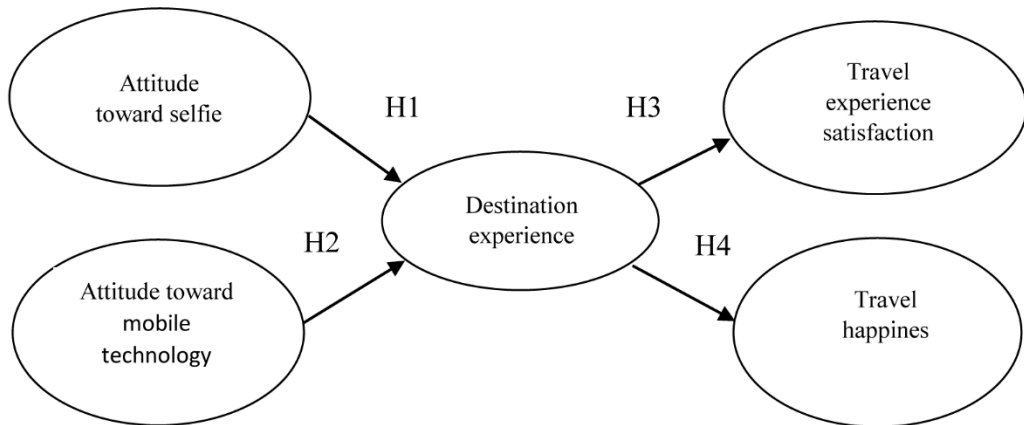 Attitude
toward selfie
H1
H3
Travel
experience
satisfaction
Destination
experience
H2
H4
Attitude toward
mobile
technology
Travel
happines